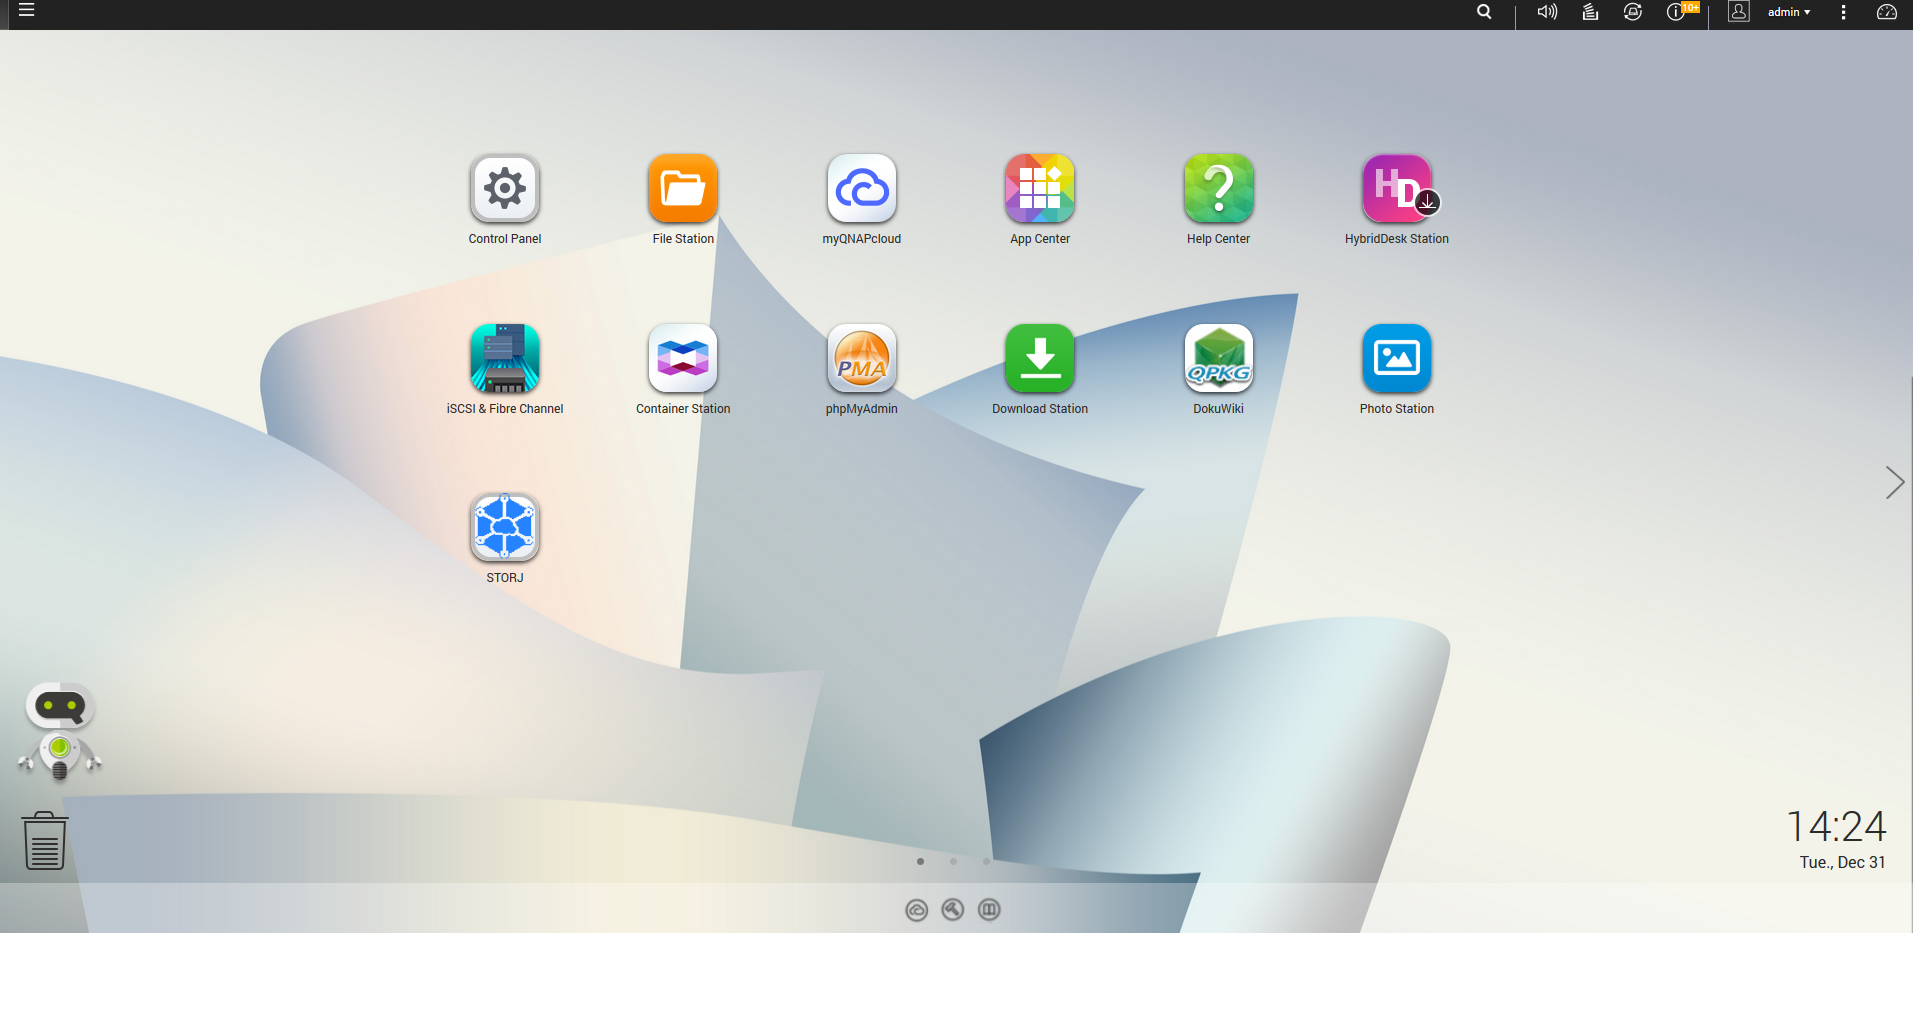 10+
admin
Control Panel
File Station
myQNAPcloud
App Center
Help Center
HD
HybridDesk Station
iSCSI & Fibre Channel
Container Station
PMA
phpMyAdmin
Download Station
QPKG
DokuWiki
Photo Station
STORJ
14:24
Tue., Dec 31